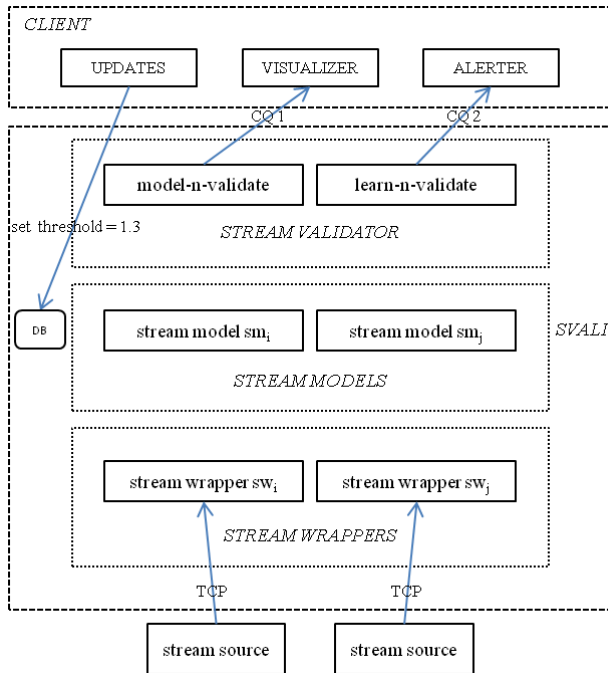 CLIENT
UPDATES
VISUALIZER
ALERTER
CQ 1
CQ 2
model-n-validate
learn-n-validate
set threshold = 1.3
STREAM VALIDATOR
DB
stream model smi
stream model smj
SVALI
STREAM MODELS
stream wrapper swi
stream wrapper swj
STREAM WRAPPERS
TCP
TCP
stream source
stream source